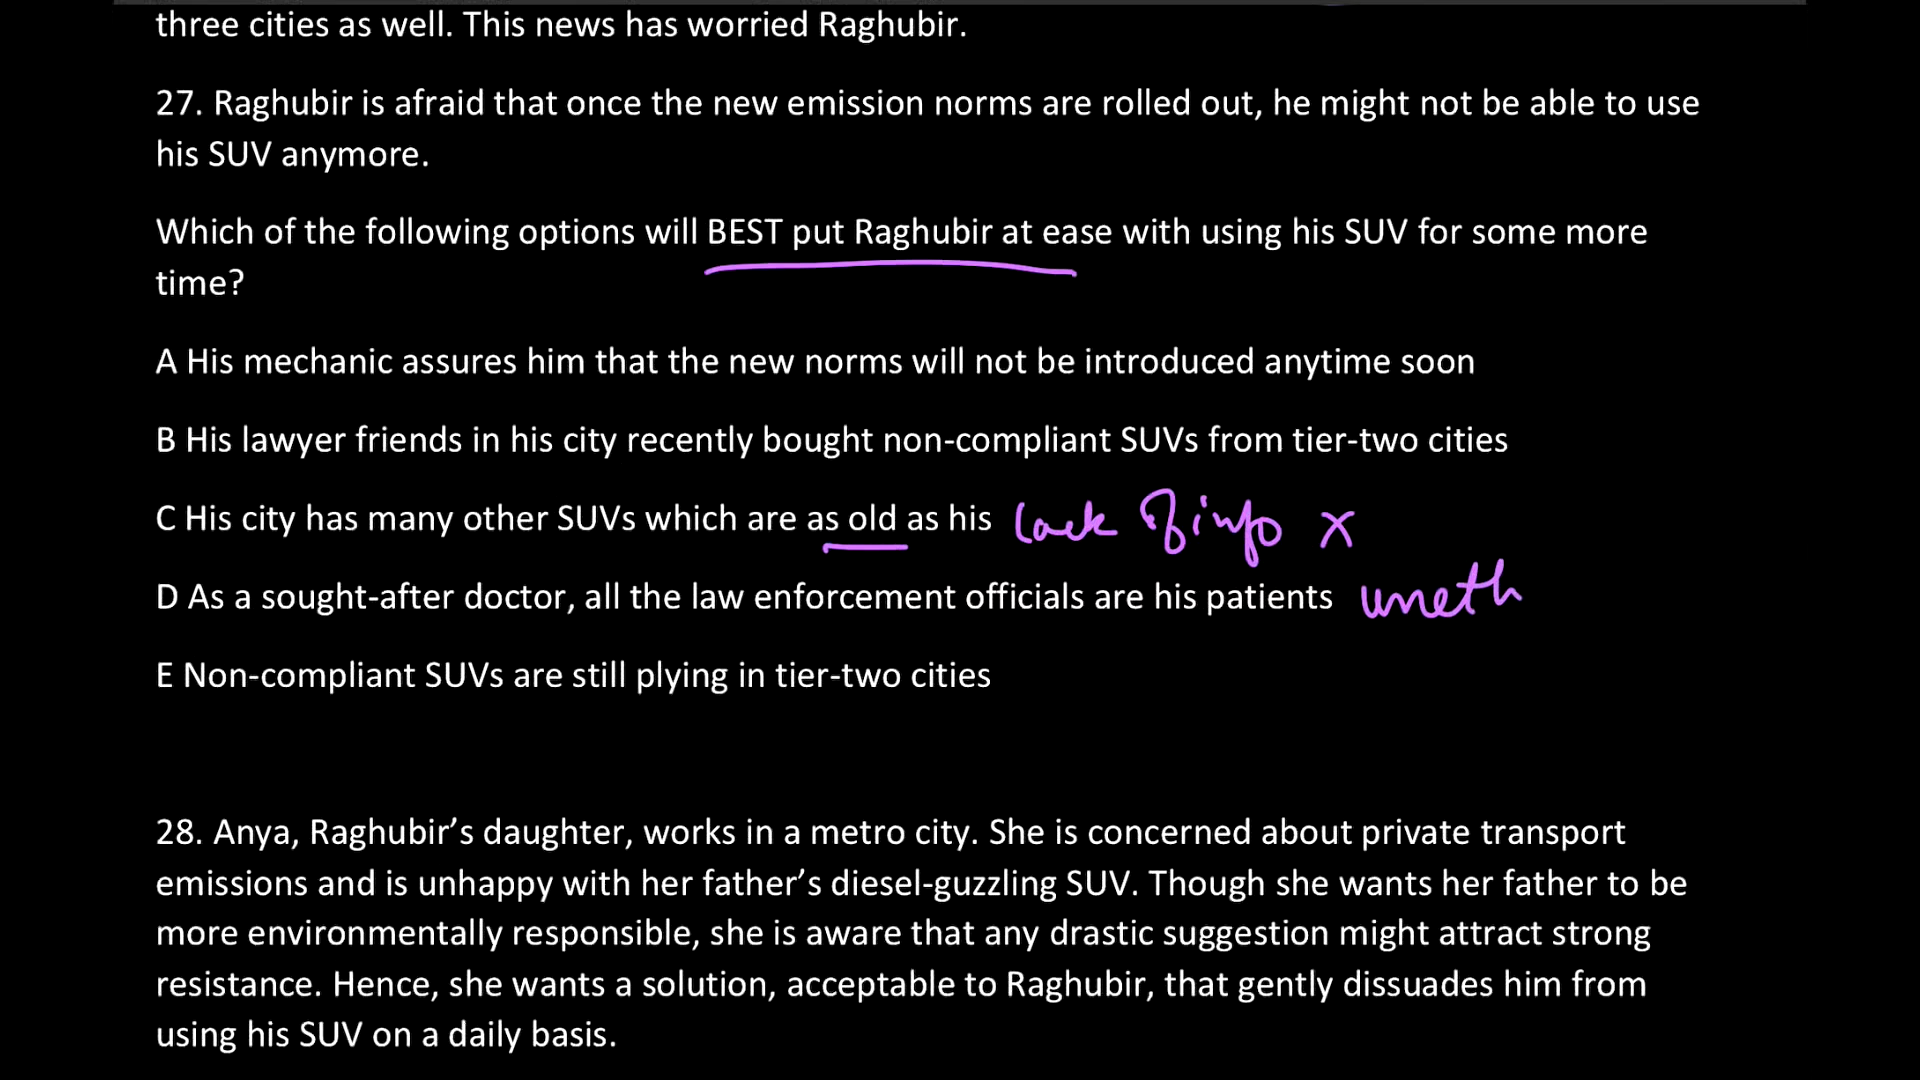 three cities as well. This news has worried Raghubir.
27. Raghubir is afraid that once the new emission norms are rolled out, he might not be able to use
his SUV anymore.
Which of the following options will BEST put Raghubir at ease with using his SUV for some more
time?
A His mechanic assures him that the new norms will not be introduced anytime soon
B His lawyer friends in his city recently bought non-compliant SUVs from tier-two cities
C His city has many other SUVs which are as old as his lack of info x
D As a sought-after doctor, all the law enforcement officials are his patients uneth
E Non-compliant SUVs are still plying in tier-two cities
28. Anya, Raghubir’s daughter, works in a metro city. She is concerned about private transport
emissions and is unhappy with her father’s diesel-guzzling SUV. Though she wants her father to be
more environmentally responsible, she is aware that any drastic suggestion might attract strong
resistance. Hence, she wants a solution, acceptable to Raghubir, that gently dissuades him from
using his SUV on a daily basis.